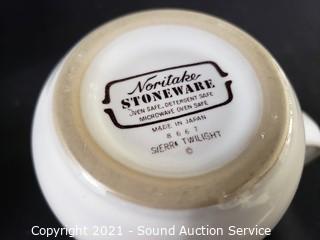 Noritake
STONEWARE
OVEN SAFE, DETERGENT SAFE
MICROWAVE OVEN SAFE
MADE IN JAPAN
8667
SIERRA TWILIGHT
©
Copyright 2021 - Sound Auction Service